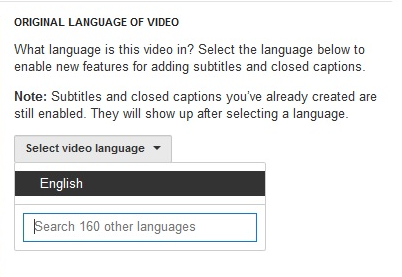 ORIGINAL LANGUAGE OF VIDEO
What language is this video in? Select the language below to
enable new features for adding subtitles and closed captions.
Note: Subtitles and closed captions you've already created are
still enabled. They will show up after selecting a language.
Select video language
English
Search 160 other languages